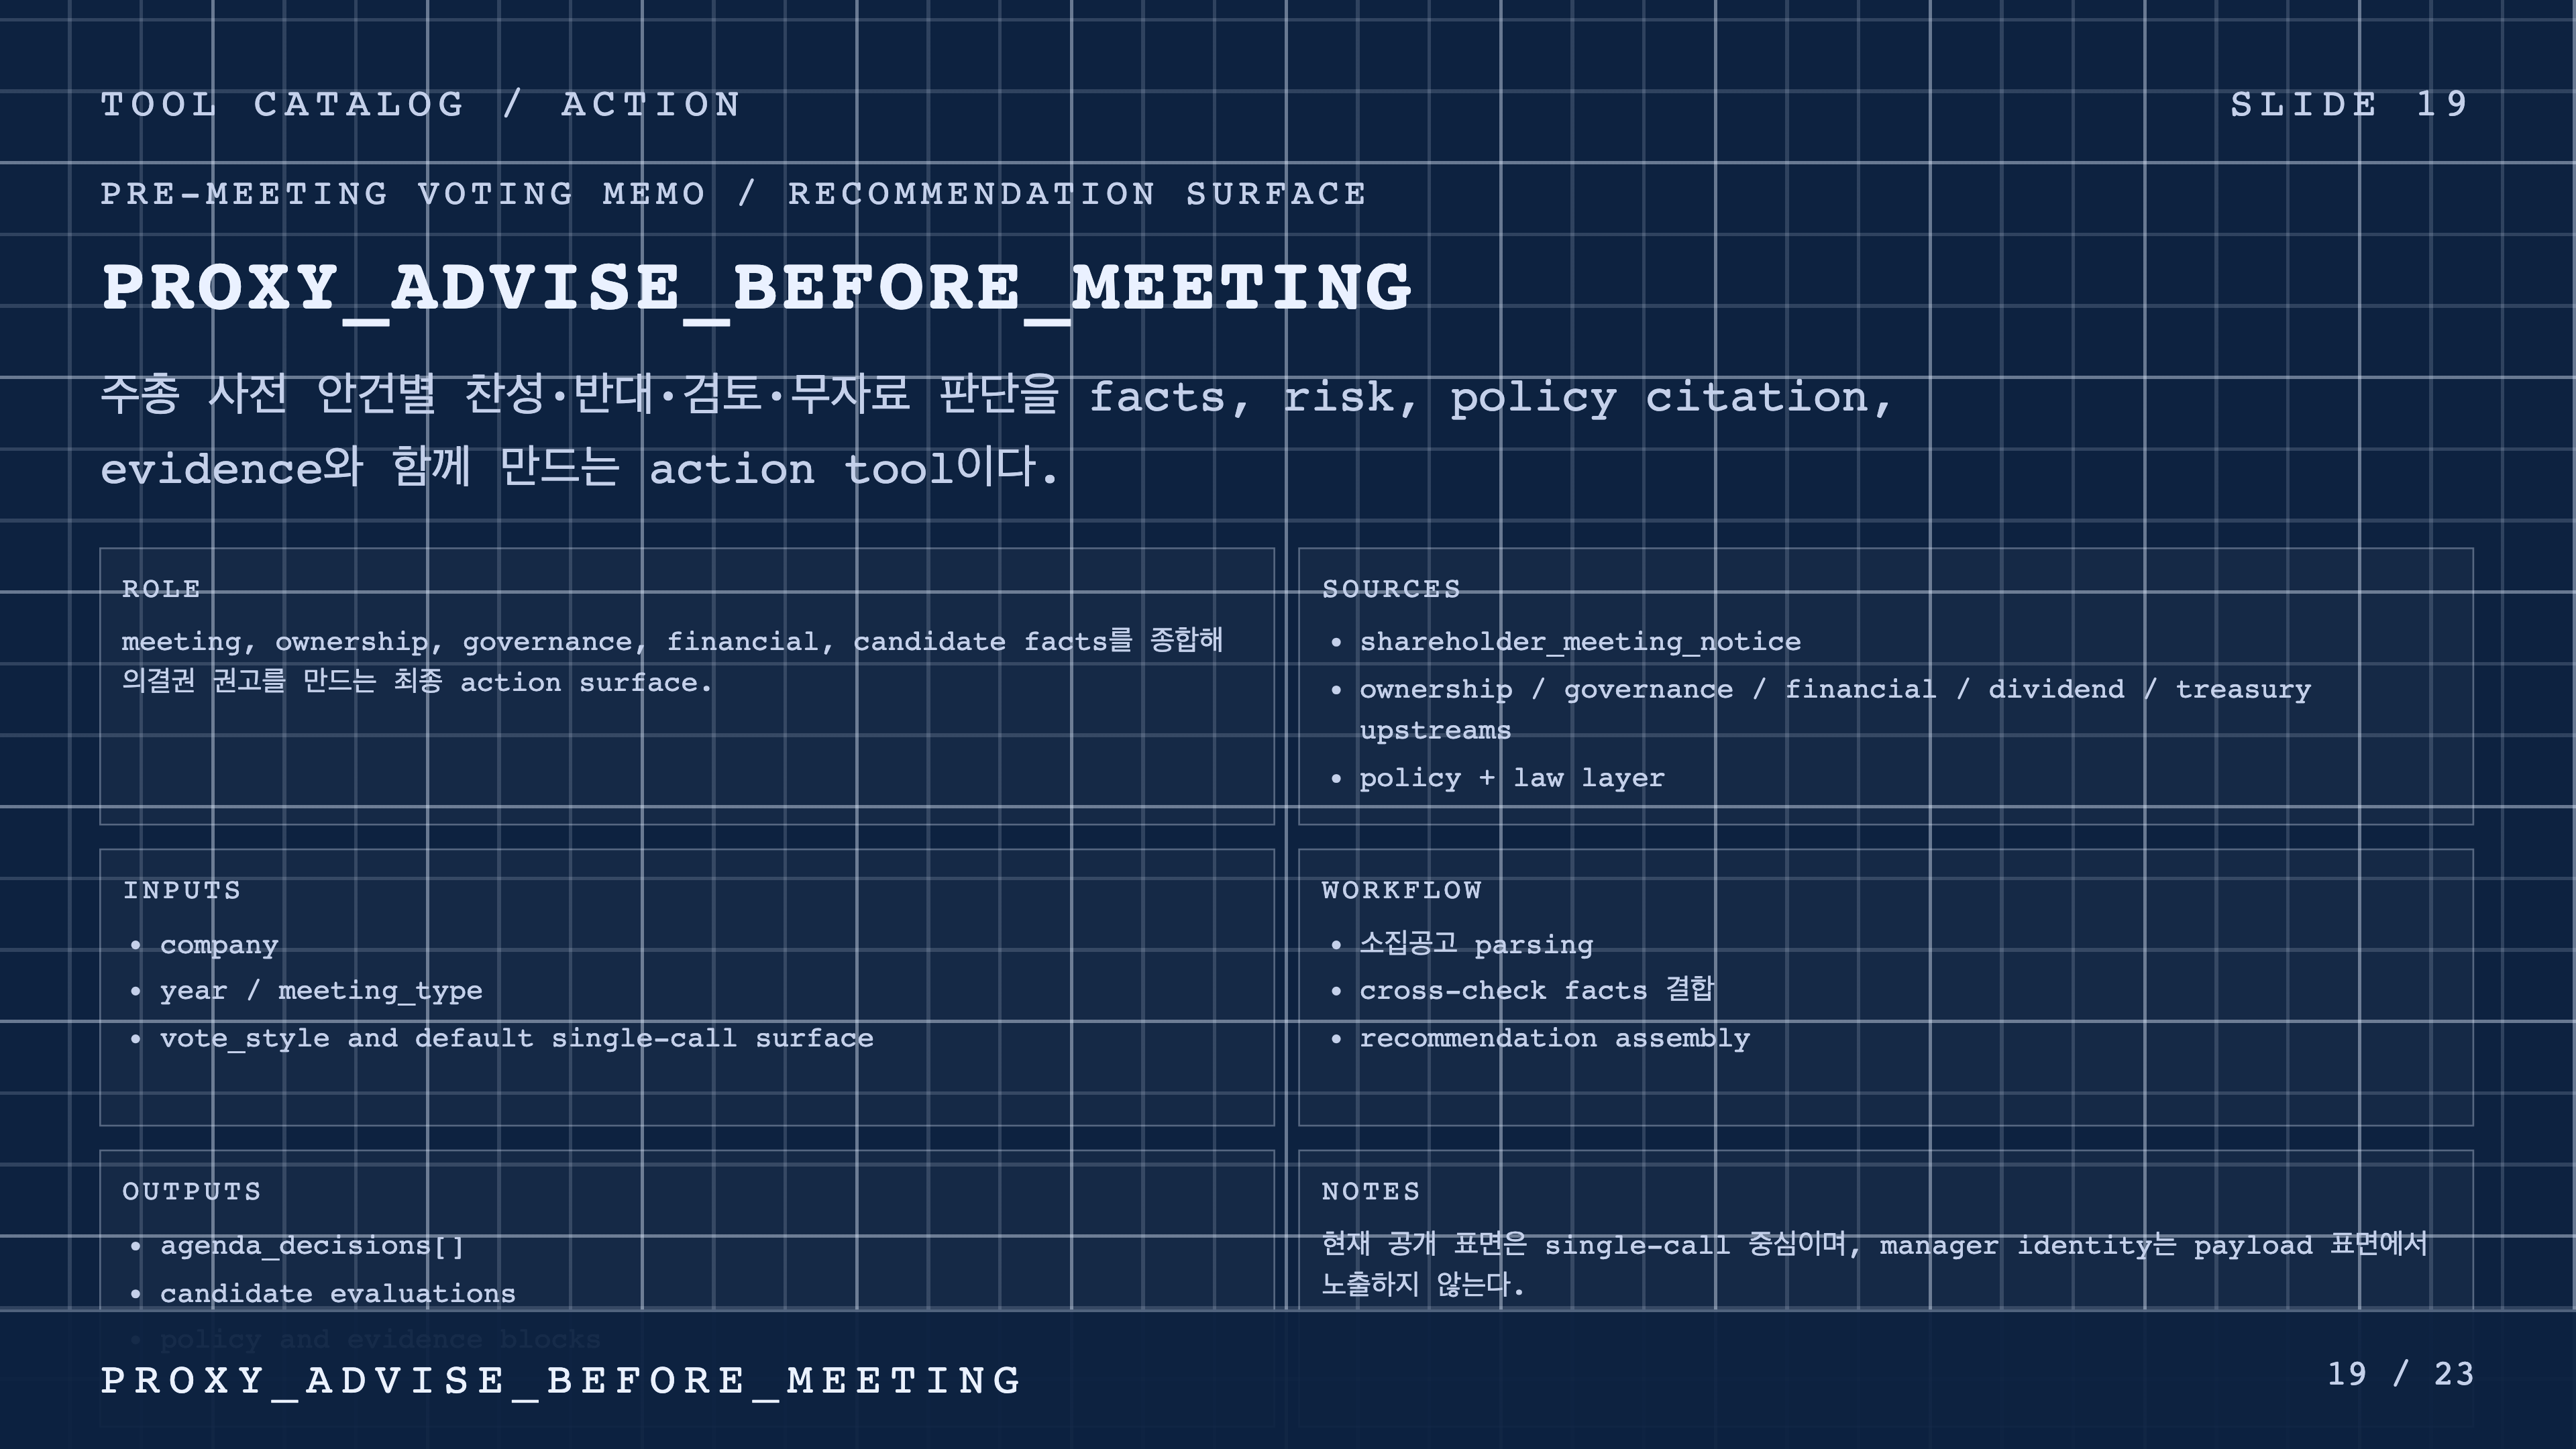 TOOL CATALOG / ACTION
SLIDE 19
PRE-MEETING VOTING MEMO / RECOMMENDATION SURFACE
PROXY_ADVISE_BEFORE_MEETING
주총 사전 안건별 찬성·반대·검토·무자료 판단을 facts, risk, policy citation,
evidence와 함께 만드는 action tool이다.
ROLE
meeting, ownership, governance, financial, candidate facts를 종합해
의결권 권고를 만드는 최종 action surface.
SOURCES
• shareholder_meeting_notice
• ownership / governance / financial / dividend / treasury
upstreams
• policy + law layer
INPUTS
• company
• year / meeting_type
• vote_style and default single-call surface
WORKFLOW
• 소집공고 parsing
• cross-check facts 결합
• recommendation assembly
OUTPUTS
• agenda_decisions[]
• candidate evaluations
• policy and evidence blocks
NOTES
현재 공개 표면은 single-call 중심이며, manager identity는 payload 표면에서
노출하지 않는다.
PROXY_ADVISE_BEFORE_MEETING
19 / 23